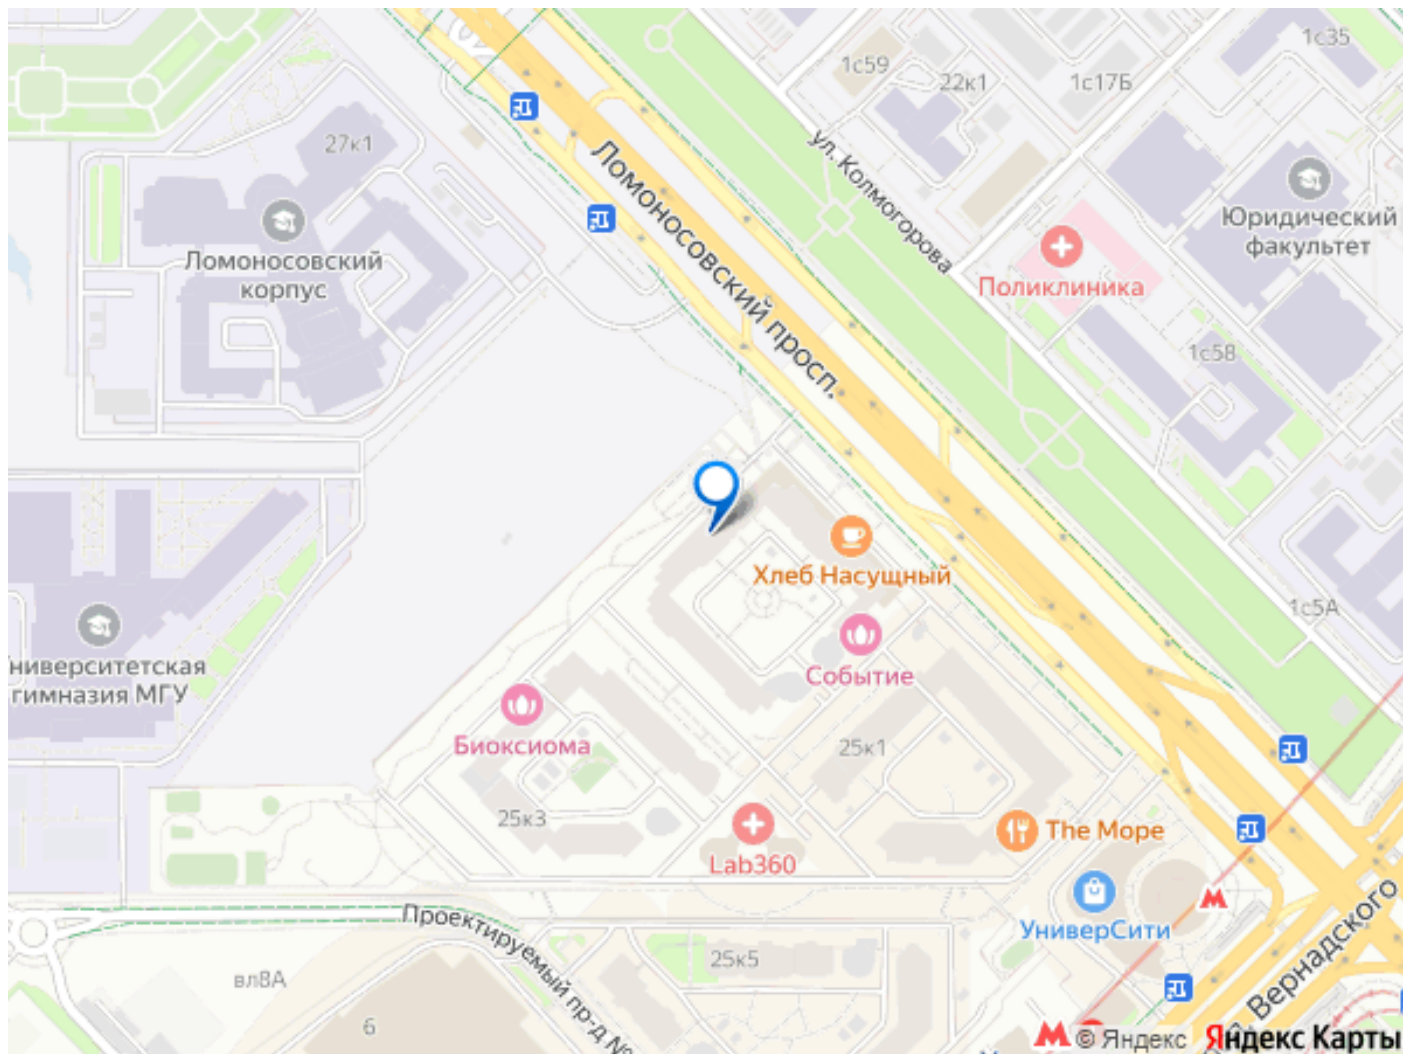 1с35
1с59
22к1
1с17Б
27к1
ул. Колмогорова
Ломоносовский просп.
Юридический
факультет
Ломоносовский
корпус
Поликлиника
1с58
Хлеб Насущный
1с5А
ниверситетская
гимназия МГУ
Событие
Биоксиома
25к1
25к3
The Море
Lab360
УниверСити
Проектируемый пр-д №
Вернадского
25к5
вл8А
6
© Яндекс Яндекс Карты